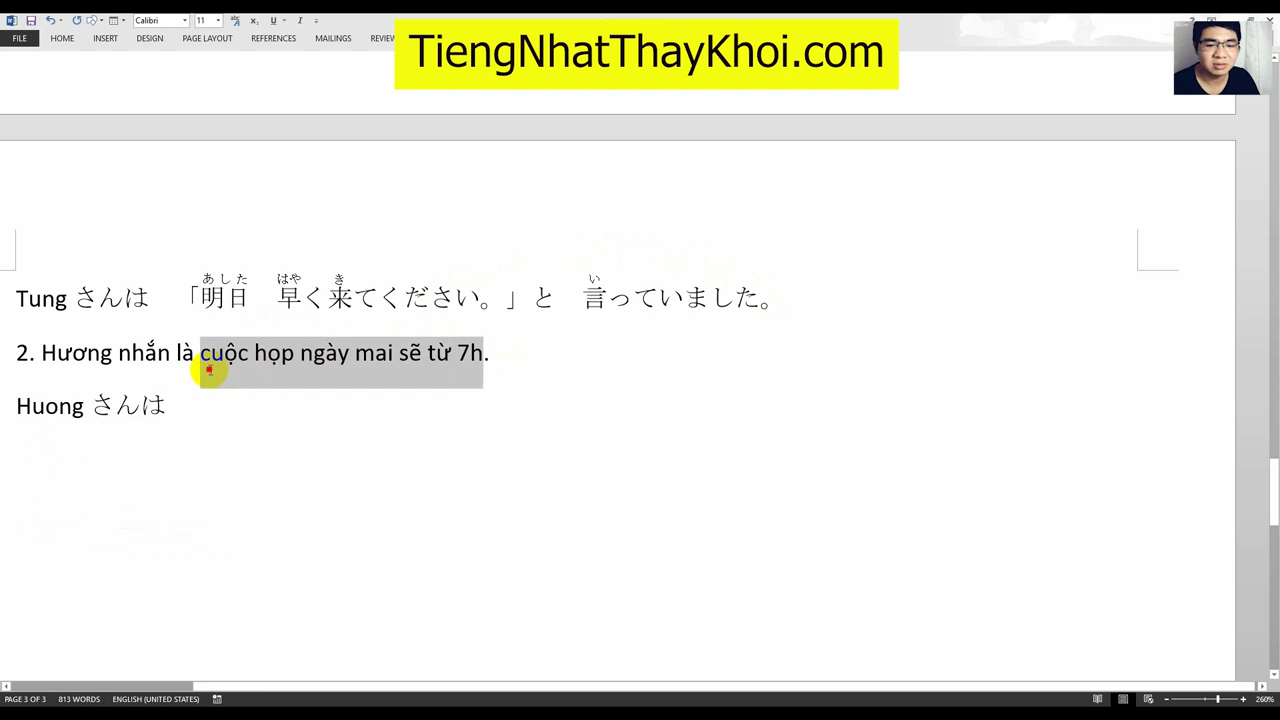 Calibri 11
FILE HOME INSERT DESIGN PAGE LAYOUT REFERENCES MAILINGS
TiengNhatThayKhoi.com
あした はや き い
Tung さんは 「明日 早く来てください。」と 言っていました。
2. Hương nhắn là cuộc họp ngày mai sẽ từ 7h.
Huong さんは
PAGE 3 OF 3 813 WORDS ENGLISH (UNITED STATES) 260%